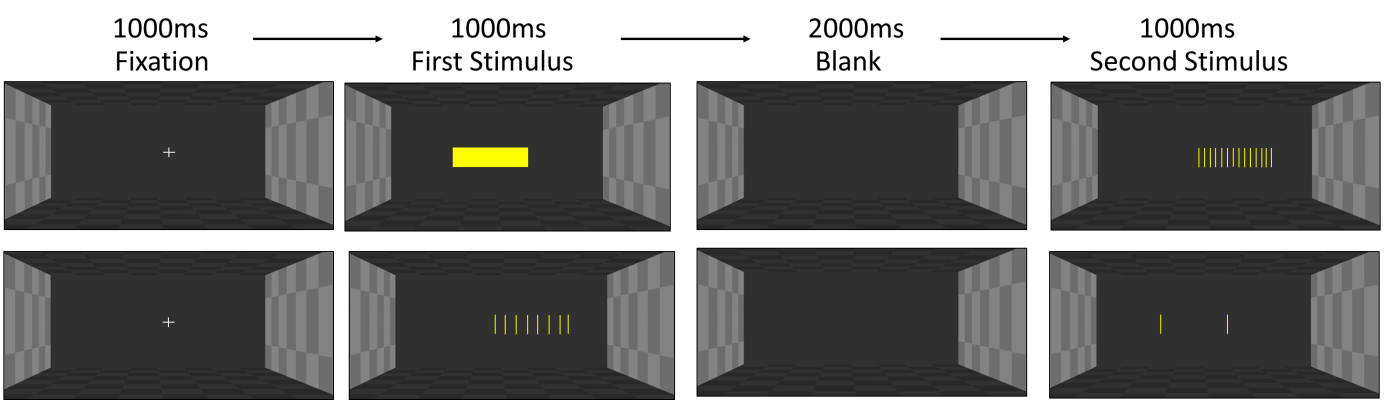 1000ms
Fixation
1000ms
First Stimulus
2000ms
Blank
1000ms
Second Stimulus